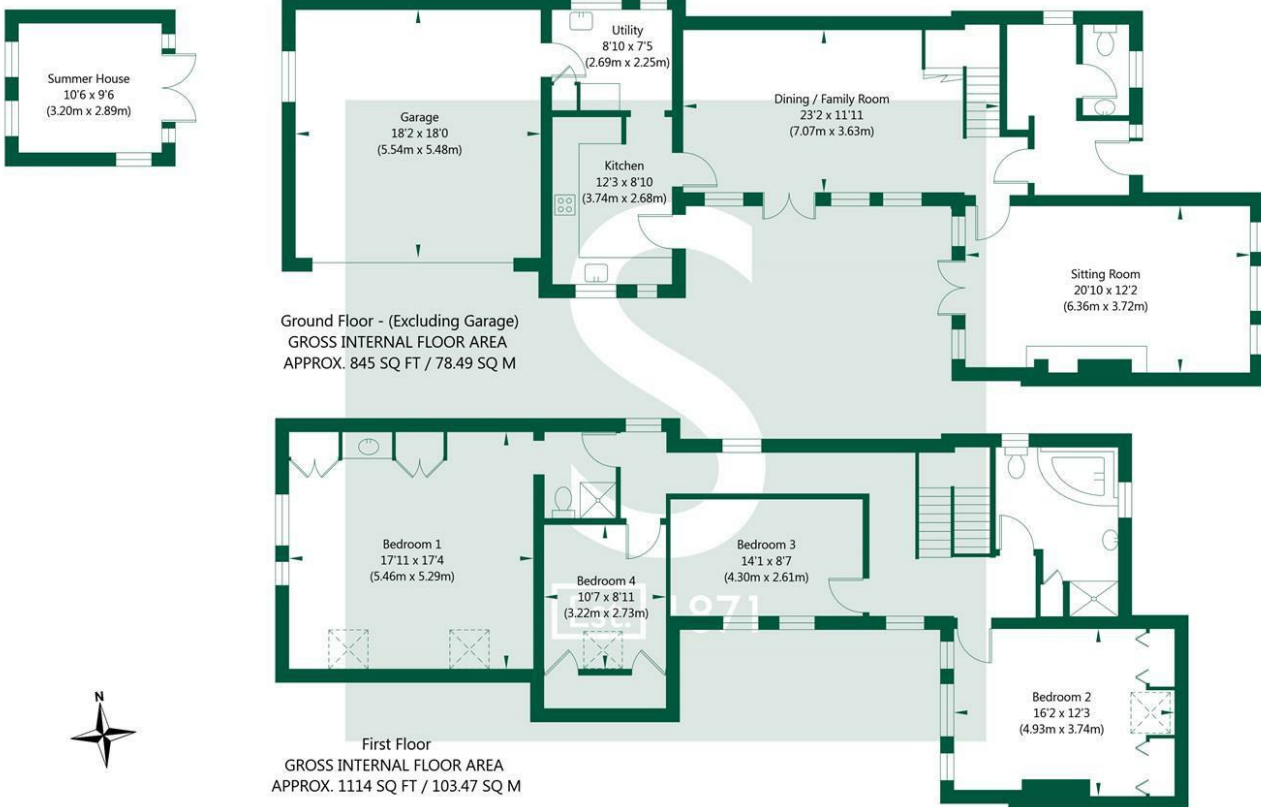 Summer House
10'6 x 9'6
(3.20m x 2.89m)
Garage
18'2 x 18'0
(5.54m x 5.48m)
Utility
8'10 x 7'5
(2.69m x 2.25m)
Kitchen
12'3 x 8'10
(3.74m x 2.68m)
Dining / Family Room
23'2 x 11'11
(7.07m x 3.63m)
Sitting Room
20'10 x 12'2
(6.36m x 3.72m)
Ground Floor - (Excluding Garage)
GROSS INTERNAL FLOOR AREA
APPROX. 845 SQ FT / 78.49 SQ M
S
Est. 1871
Bedroom 1
17'11 x 17'4
(5.46m x 5.29m)
Bedroom 4
10'7 x 8'11
(3.22m x 2.73m)
Bedroom 3
14'1 x 8'7
(4.30m x 2.61m)
Bedroom 2
16'2 x 12'3
(4.93m x 3.74m)
N
First Floor
GROSS INTERNAL FLOOR AREA
APPROX. 1114 SQ FT / 103.47 SQ M